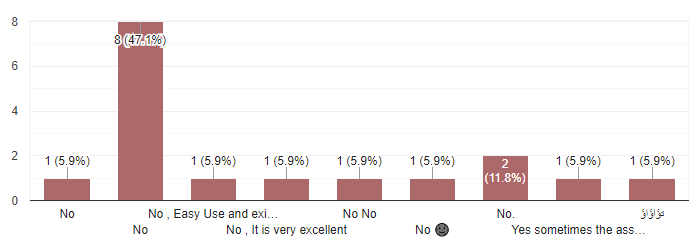 8
8 (47.1%)
6
4
2
0
1 (5.9%)
1 (5.9%)
1 (5.9%)
1 (5.9%)
1 (5.9%)
2
(11.8%)
1 (5.9%)
1 (5.9%)
No
No , Easy Use and exi…
No No
No.
No
No , It is very excellent
No 😐
Yes sometimes the ass…